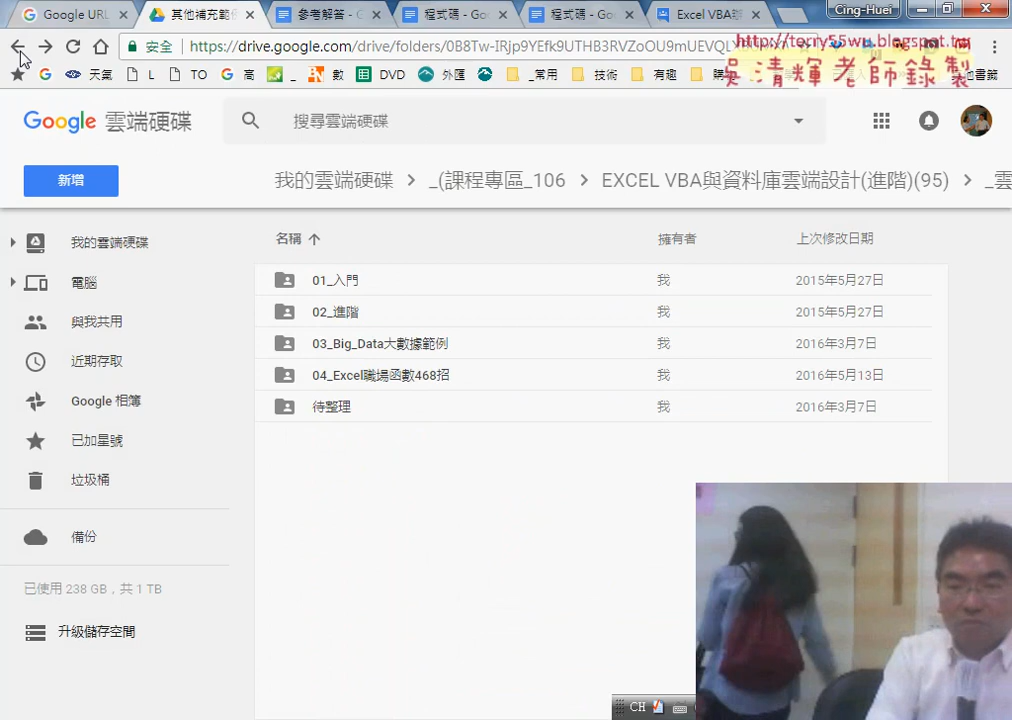 Google URL
其他補充範
參考解答 - G
程式碼 - Goo
程式碼 - Goo
Excel VBA
Cing-Huei
安全
https://drive.google.com/drive/folders/0B8Tw-IRjp9YEfk9UTHB3RVZoOU9mUEVQL
http://terry55wu.blogspot.tw
天氣
L
TO
高
數
DVD
外匯
_常用
技術
有趣
吳清輝老師錄製
Google 雲端硬碟
搜尋雲端硬碟
新增
我的雲端硬碟 > _(課程專區_106 > EXCEL VBA與資料庫雲端設計(進階)(95) > _雲
我的雲端硬碟
電腦
與我共用
近期存取
Google 相簿
已加星號
垃圾桶
備份
已使用 238 GB，共 1 TB
升級儲存空間
名稱 擁有者 上次修改日期
01_入門 我 2015年5月27日
02_進階 我 2015年5月27日
03_Big_Data大數據範例 我 2016年3月7日
04_Excel職場函數468招 我 2016年5月13日
待整理 我 2016年3月7日
CH